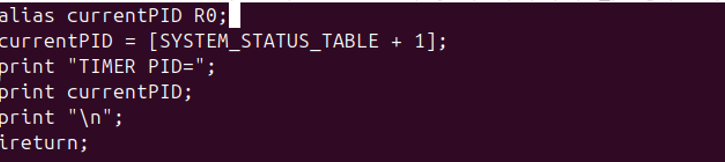 alias currentPID R0;
currentPID = [SYSTEM_STATUS_TABLE + 1];
print "TIMER PID=";
print currentPID;
print "\n";
ireturn;